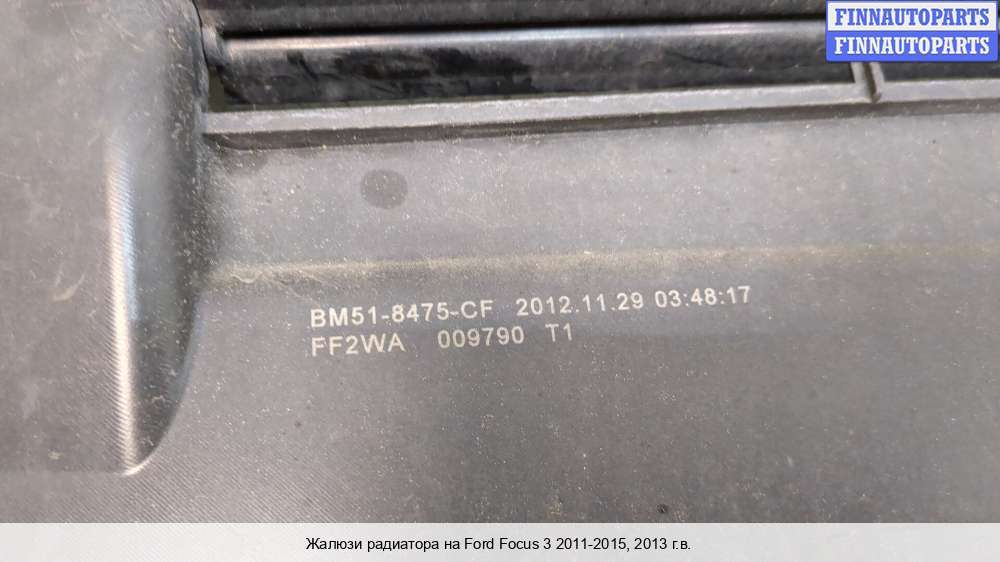 FINNAUTOPARTS
FINNAUTOPARTS
BM51-8475-CF 2012.11.29 03:48:17
FF2WA 009790 T1
Жалюзи радиатора на Ford Focus 3 2011-2015, 2013 г.в.